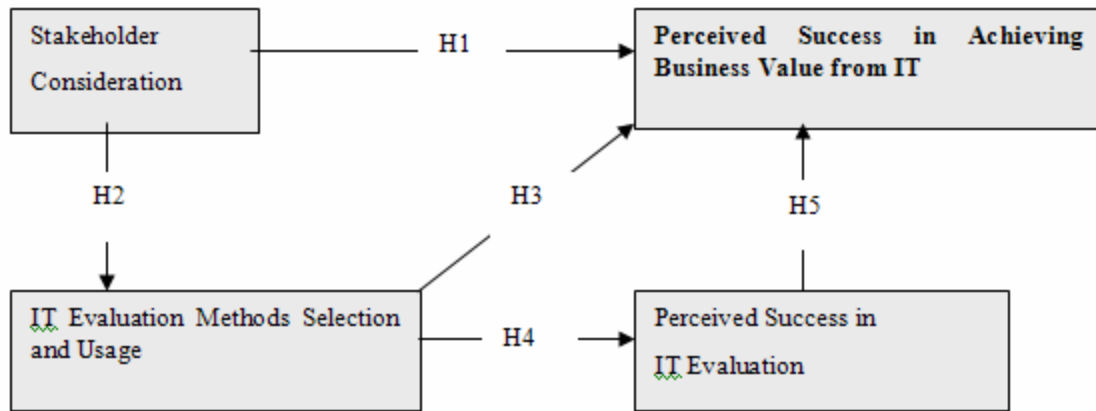 Stakeholder
Consideration
H1
Perceived Success in Achieving
Business Value from IT
H2
H3
H5
IT Evaluation Methods Selection
and Usage
H4
Perceived Success in
IT Evaluation